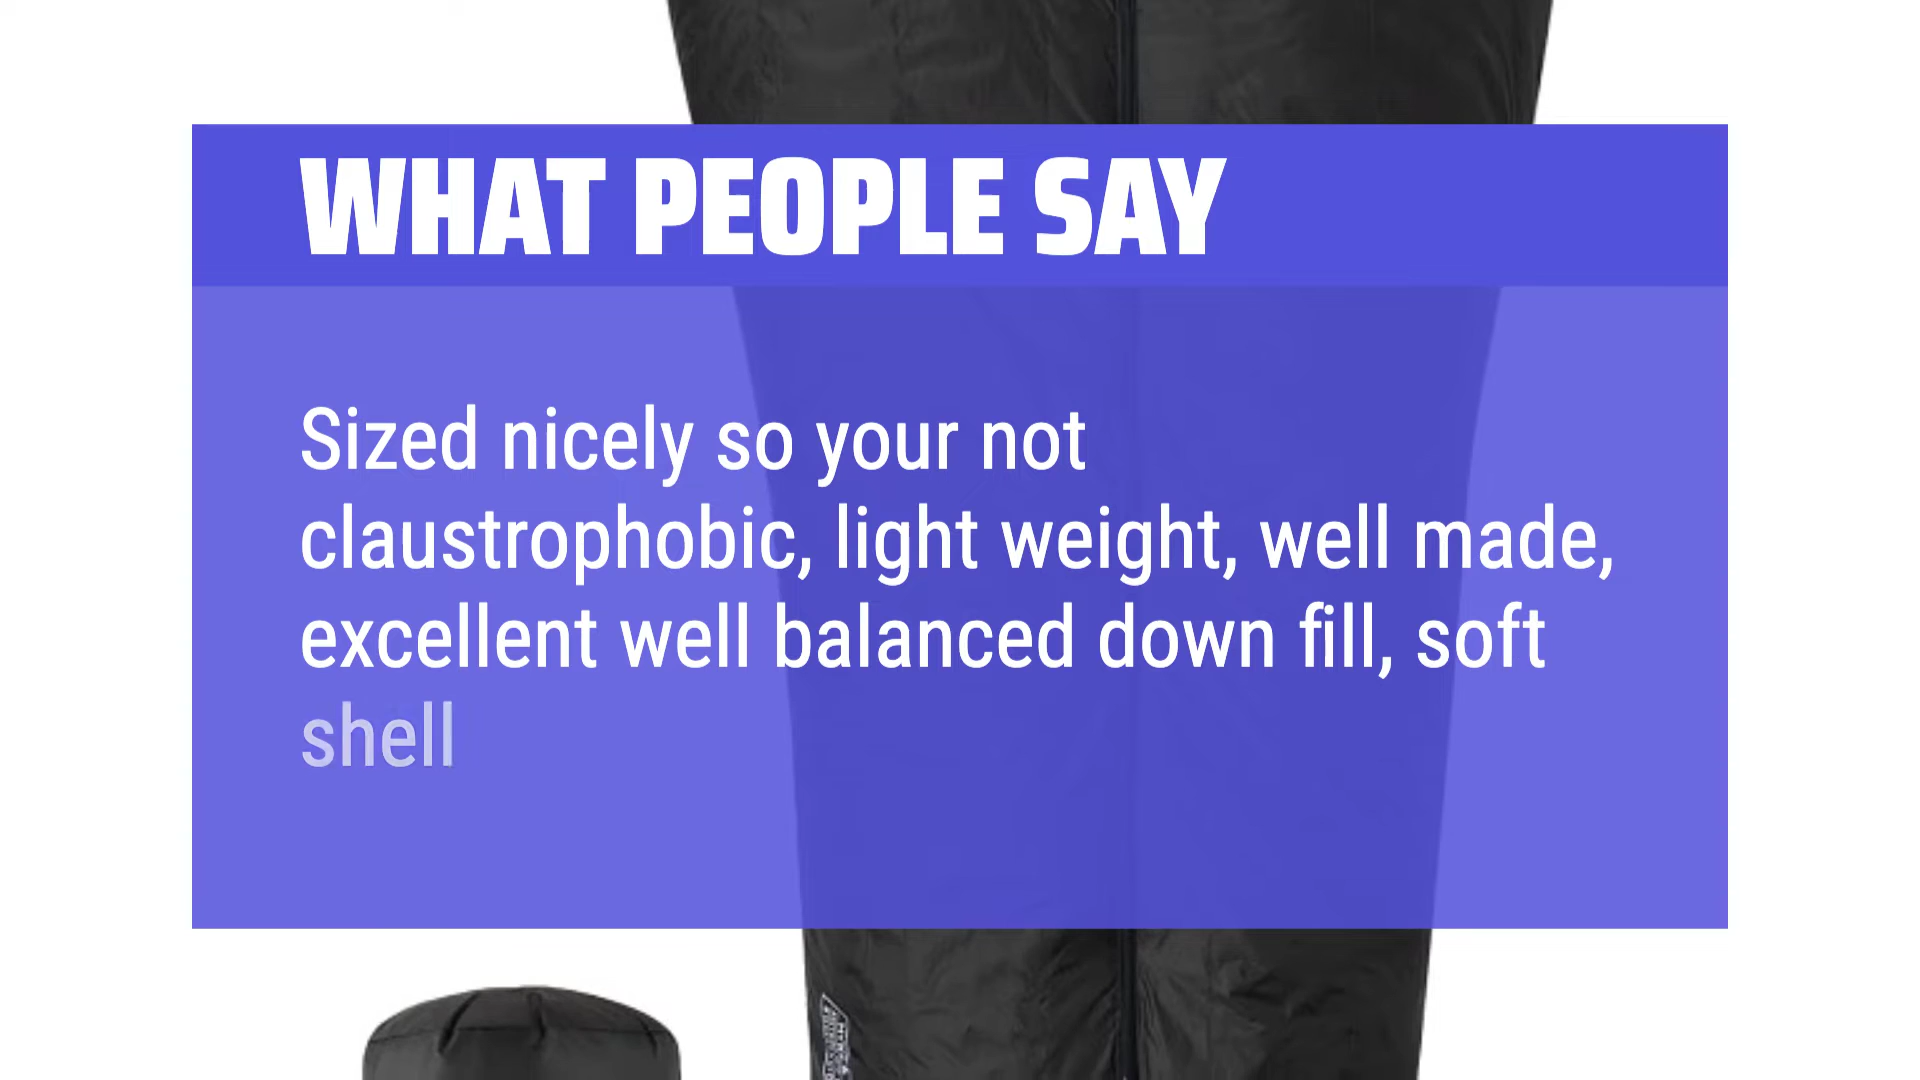 WHAT PEOPLE SAY
Sized nicely so your not
claustrophobic, light weight, well made,
excellent well balanced down fill, soft
shell